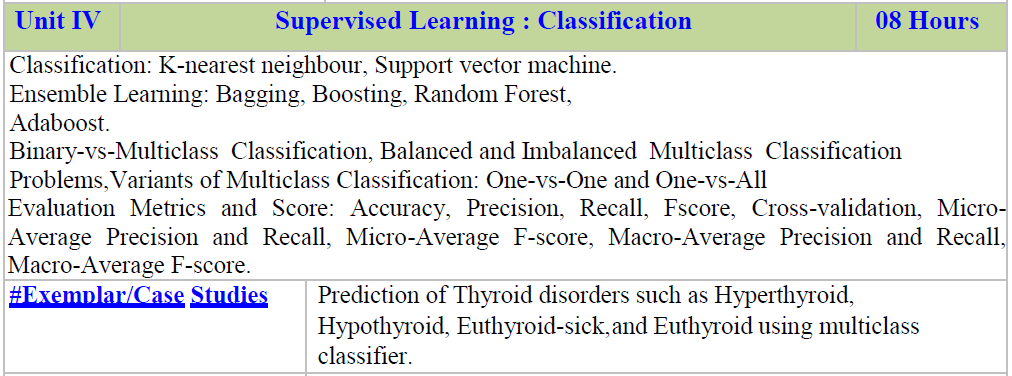 Unit IV Supervised Learning : Classification 08 Hours
Classification: K-nearest neighbour, Support vector machine.
Ensemble Learning: Bagging, Boosting, Random Forest,
Adaboost.
Binary-vs-Multiclass Classification, Balanced and Imbalanced Multiclass Classification
Problems,Variants of Multiclass Classification: One-vs-One and One-vs-All
Evaluation Metrics and Score: Accuracy, Precision, Recall, Fscore, Cross-validation, Micro-
Average Precision and Recall, Micro-Average F-score, Macro-Average Precision and Recall,
Macro-Average F-score.
#Exemplar/Case Studies
Prediction of Thyroid disorders such as Hyperthyroid,
Hypothyroid, Euthyroid-sick,and Euthyroid using multiclass
classifier.